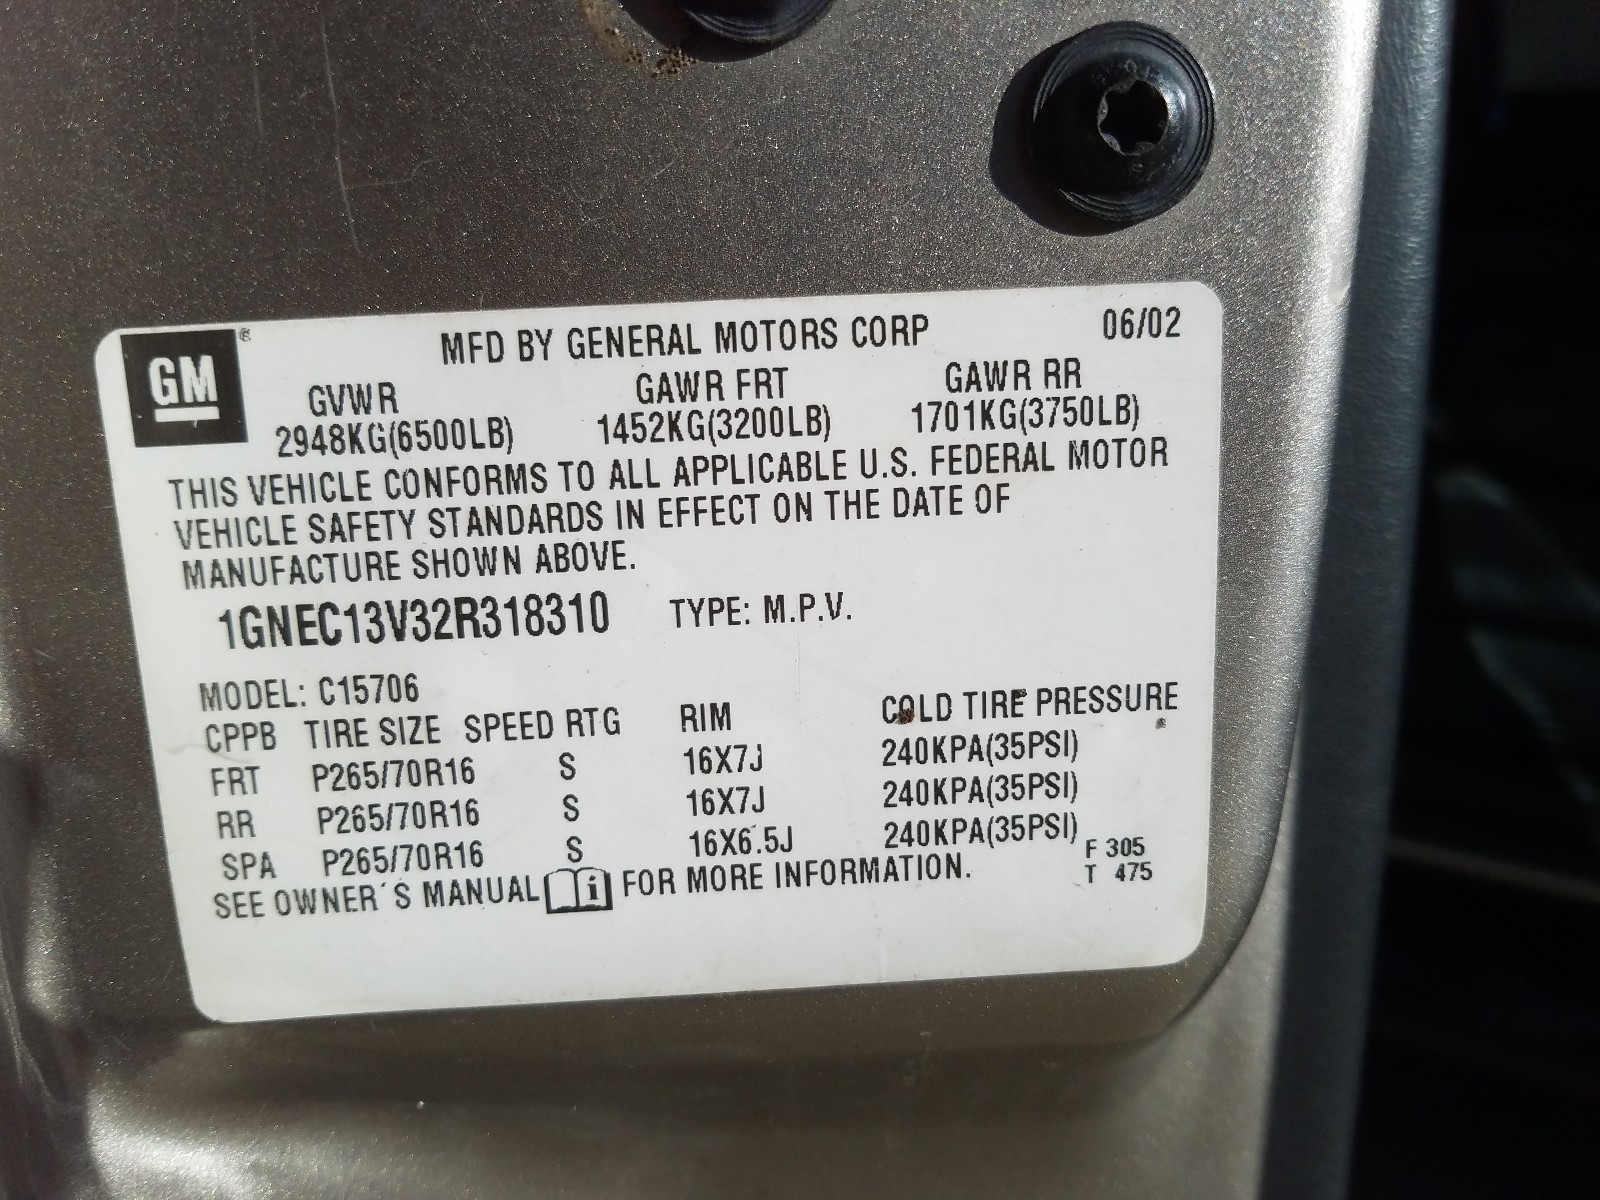 GM®
MFD BY GENERAL MOTORS CORP 06/02
GVWR GAWR FRT GAWR RR
2948KG(6500LB) 1452KG(3200LB) 1701KG(3750LB)
THIS VEHICLE CONFORMS TO ALL APPLICABLE U.S. FEDERAL MOTOR
VEHICLE SAFETY STANDARDS IN EFFECT ON THE DATE OF
MANUFACTURE SHOWN ABOVE.
1GNEC13V32R318310 TYPE: M.P.V.
MODEL: C15706
CPPB TIRE SIZE SPEED RTG RIM COLD TIRE PRESSURE
FRT P265/70R16 S 16X7J 240KPA(35PSI)
RR P265/70R16 S 16X7J 240KPA(35PSI)
SPA P265/70R16 S 16X6.5J 240KPA(35PSI)
SEE OWNER'S MANUAL i FOR MORE INFORMATION.
F 305
T 475